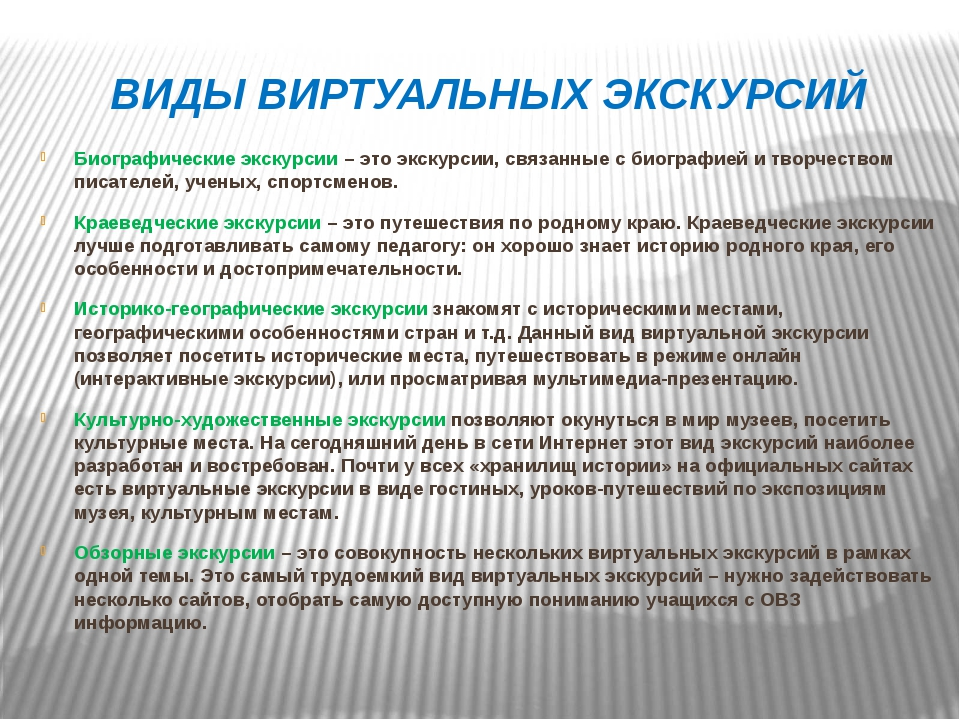 ВИДЫ ВИРТУАЛЬНЫХ ЭКСКУРСИЙ
Биографические экскурсии – это экскурсии, связанные с биографией и творчеством
писателей, ученых, спортсменов.
Краеведческие экскурсии – это путешествия по родному краю. Краеведческие экскурсии
лучше подготавливать самому педагогу: он хорошо знает историю родного края, его
особенности и достопримечательности.
Историко-географические экскурсии знакомят с историческими местами,
географическими особенностями стран и т.д. Данный вид виртуальной экскурсии
позволяет посетить исторические места, путешествовать в режиме онлайн
(интерактивные экскурсии), или просматривая мультимедиа-презентацию.
Культурно-художественные экскурсии позволяют окунуться в мир музеев, посетить
культурные места. На сегодняшний день в сети Интернет этот вид экскурсий наиболее
разработан и востребован. Почти у всех «хранилищ истории» на официальных сайтах
есть виртуальные экскурсии в виде гостиных, уроков-путешествий по экспозициям
музея, культурным местам.
Обзорные экскурсии – это совокупность нескольких виртуальных экскурсий в рамках
одной темы. Это самый трудоемкий вид виртуальных экскурсий – нужно задействовать
несколько сайтов, отобрать самую доступную пониманию учащихся с ОВЗ
информацию.